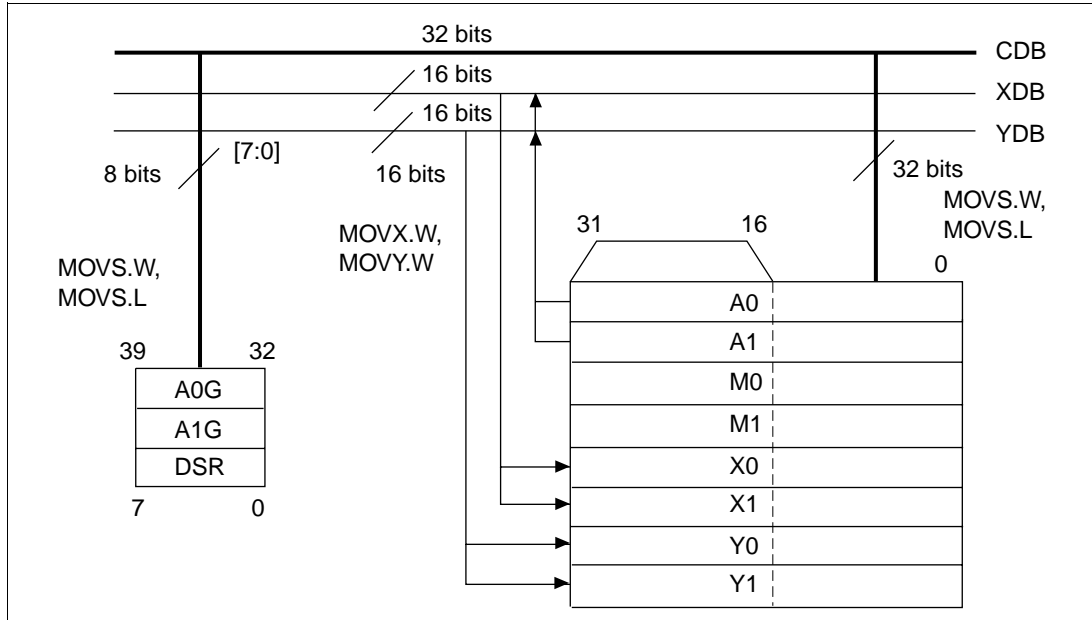 32 bits
CDB
16 bits
XDB
16 bits
YDB
[7:0]
8 bits
16 bits
32 bits
MOVS.W,
MOVS.L
MOVX.W,
MOVY.W
31
16
0
MOVS.W,
MOVS.L
39
32
A0G
A1G
DSR
7
0
A0
A1
M0
M1
X0
X1
Y0
Y1